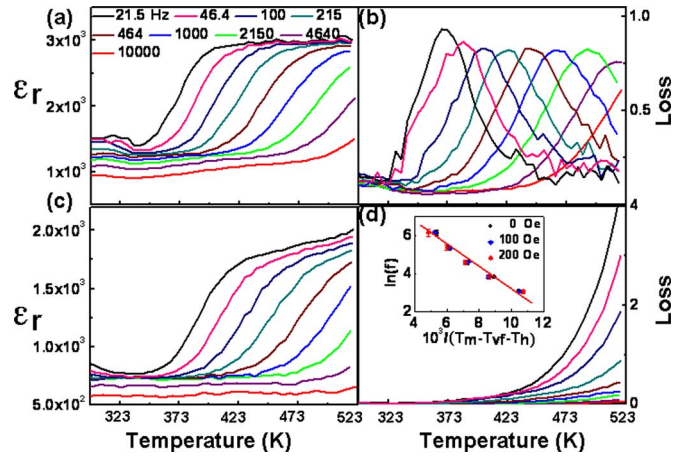 (a) 21.5 Hz 46.4 100 215
464 1000 2150 4640
10000
3x10³
2x10³
1x10³
εr
(b)
1.0
0.5
Loss
(c)
2.0x10³
1.5x10³
1.0x10³
5.0x10²
εr
323 373 423 473 523
Temperature (K)
(d)
4
2
0
Loss
323 373 423 473 523
Temperature (K)
6
4
2
ln(f)
0 Oe
100 Oe
200 Oe
4 6 8 10 12
10³/(Tm-Tvf-Th)